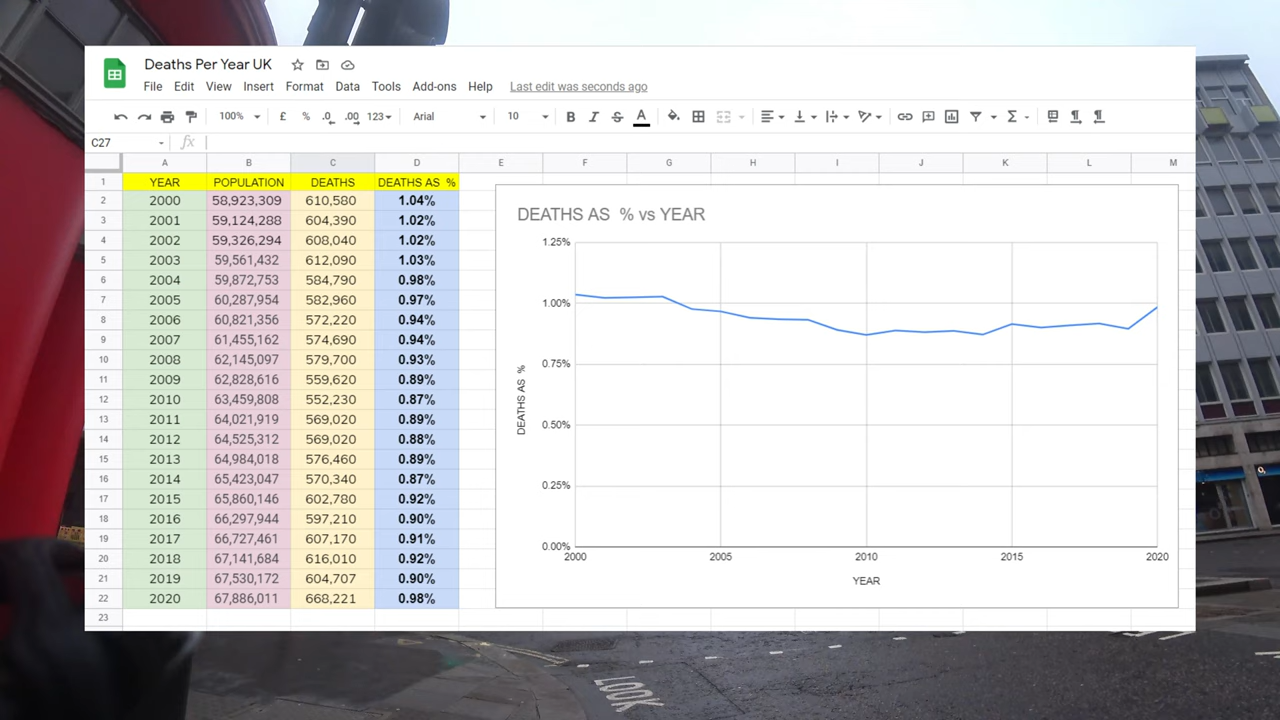 Deaths Per Year UK
File Edit View Insert Format Data Tools Add-ons Help Last edit was seconds ago
100% £ % .0 .00 123 Arial 10 B I S A
C27 fx
A B C D E F G H I J K L M
1 YEAR POPULATION DEATHS DEATHS AS %
2 2000 58,923,309 610,580 1.04%
3 2001 59,124,288 604,390 1.02%
4 2002 59,326,294 608,040 1.02%
5 2003 59,561,432 612,090 1.03%
6 2004 59,872,753 584,790 0.98%
7 2005 60,287,954 582,960 0.97%
8 2006 60,821,356 572,220 0.94%
9 2007 61,455,162 574,690 0.94%
10 2008 62,145,097 579,700 0.93%
11 2009 62,828,616 559,620 0.89%
12 2010 63,459,808 552,230 0.87%
13 2011 64,021,919 569,020 0.89%
14 2012 64,525,312 569,020 0.88%
15 2013 64,984,018 576,460 0.89%
16 2014 65,423,047 570,340 0.87%
17 2015 65,860,146 602,780 0.92%
18 2016 66,297,944 597,210 0.90%
19 2017 66,727,461 607,170 0.91%
20 2018 67,141,684 616,010 0.92%
21 2019 67,530,172 604,707 0.90%
22 2020 67,886,011 668,221 0.98%
23
DEATHS AS % vs YEAR
1.25%
1.00%
0.75%
0.50%
0.25%
0.00%
DEATHS AS %
2000 2005 2010 2015 2020
YEAR
LOOK